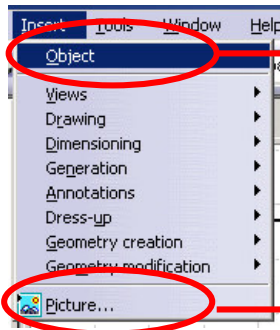 Insert Tools Window Help
Object
Views
Drawing
Dimensioning
Generation
Annotations
Dress-up
Geometry creation
Geometry modification
Picture...